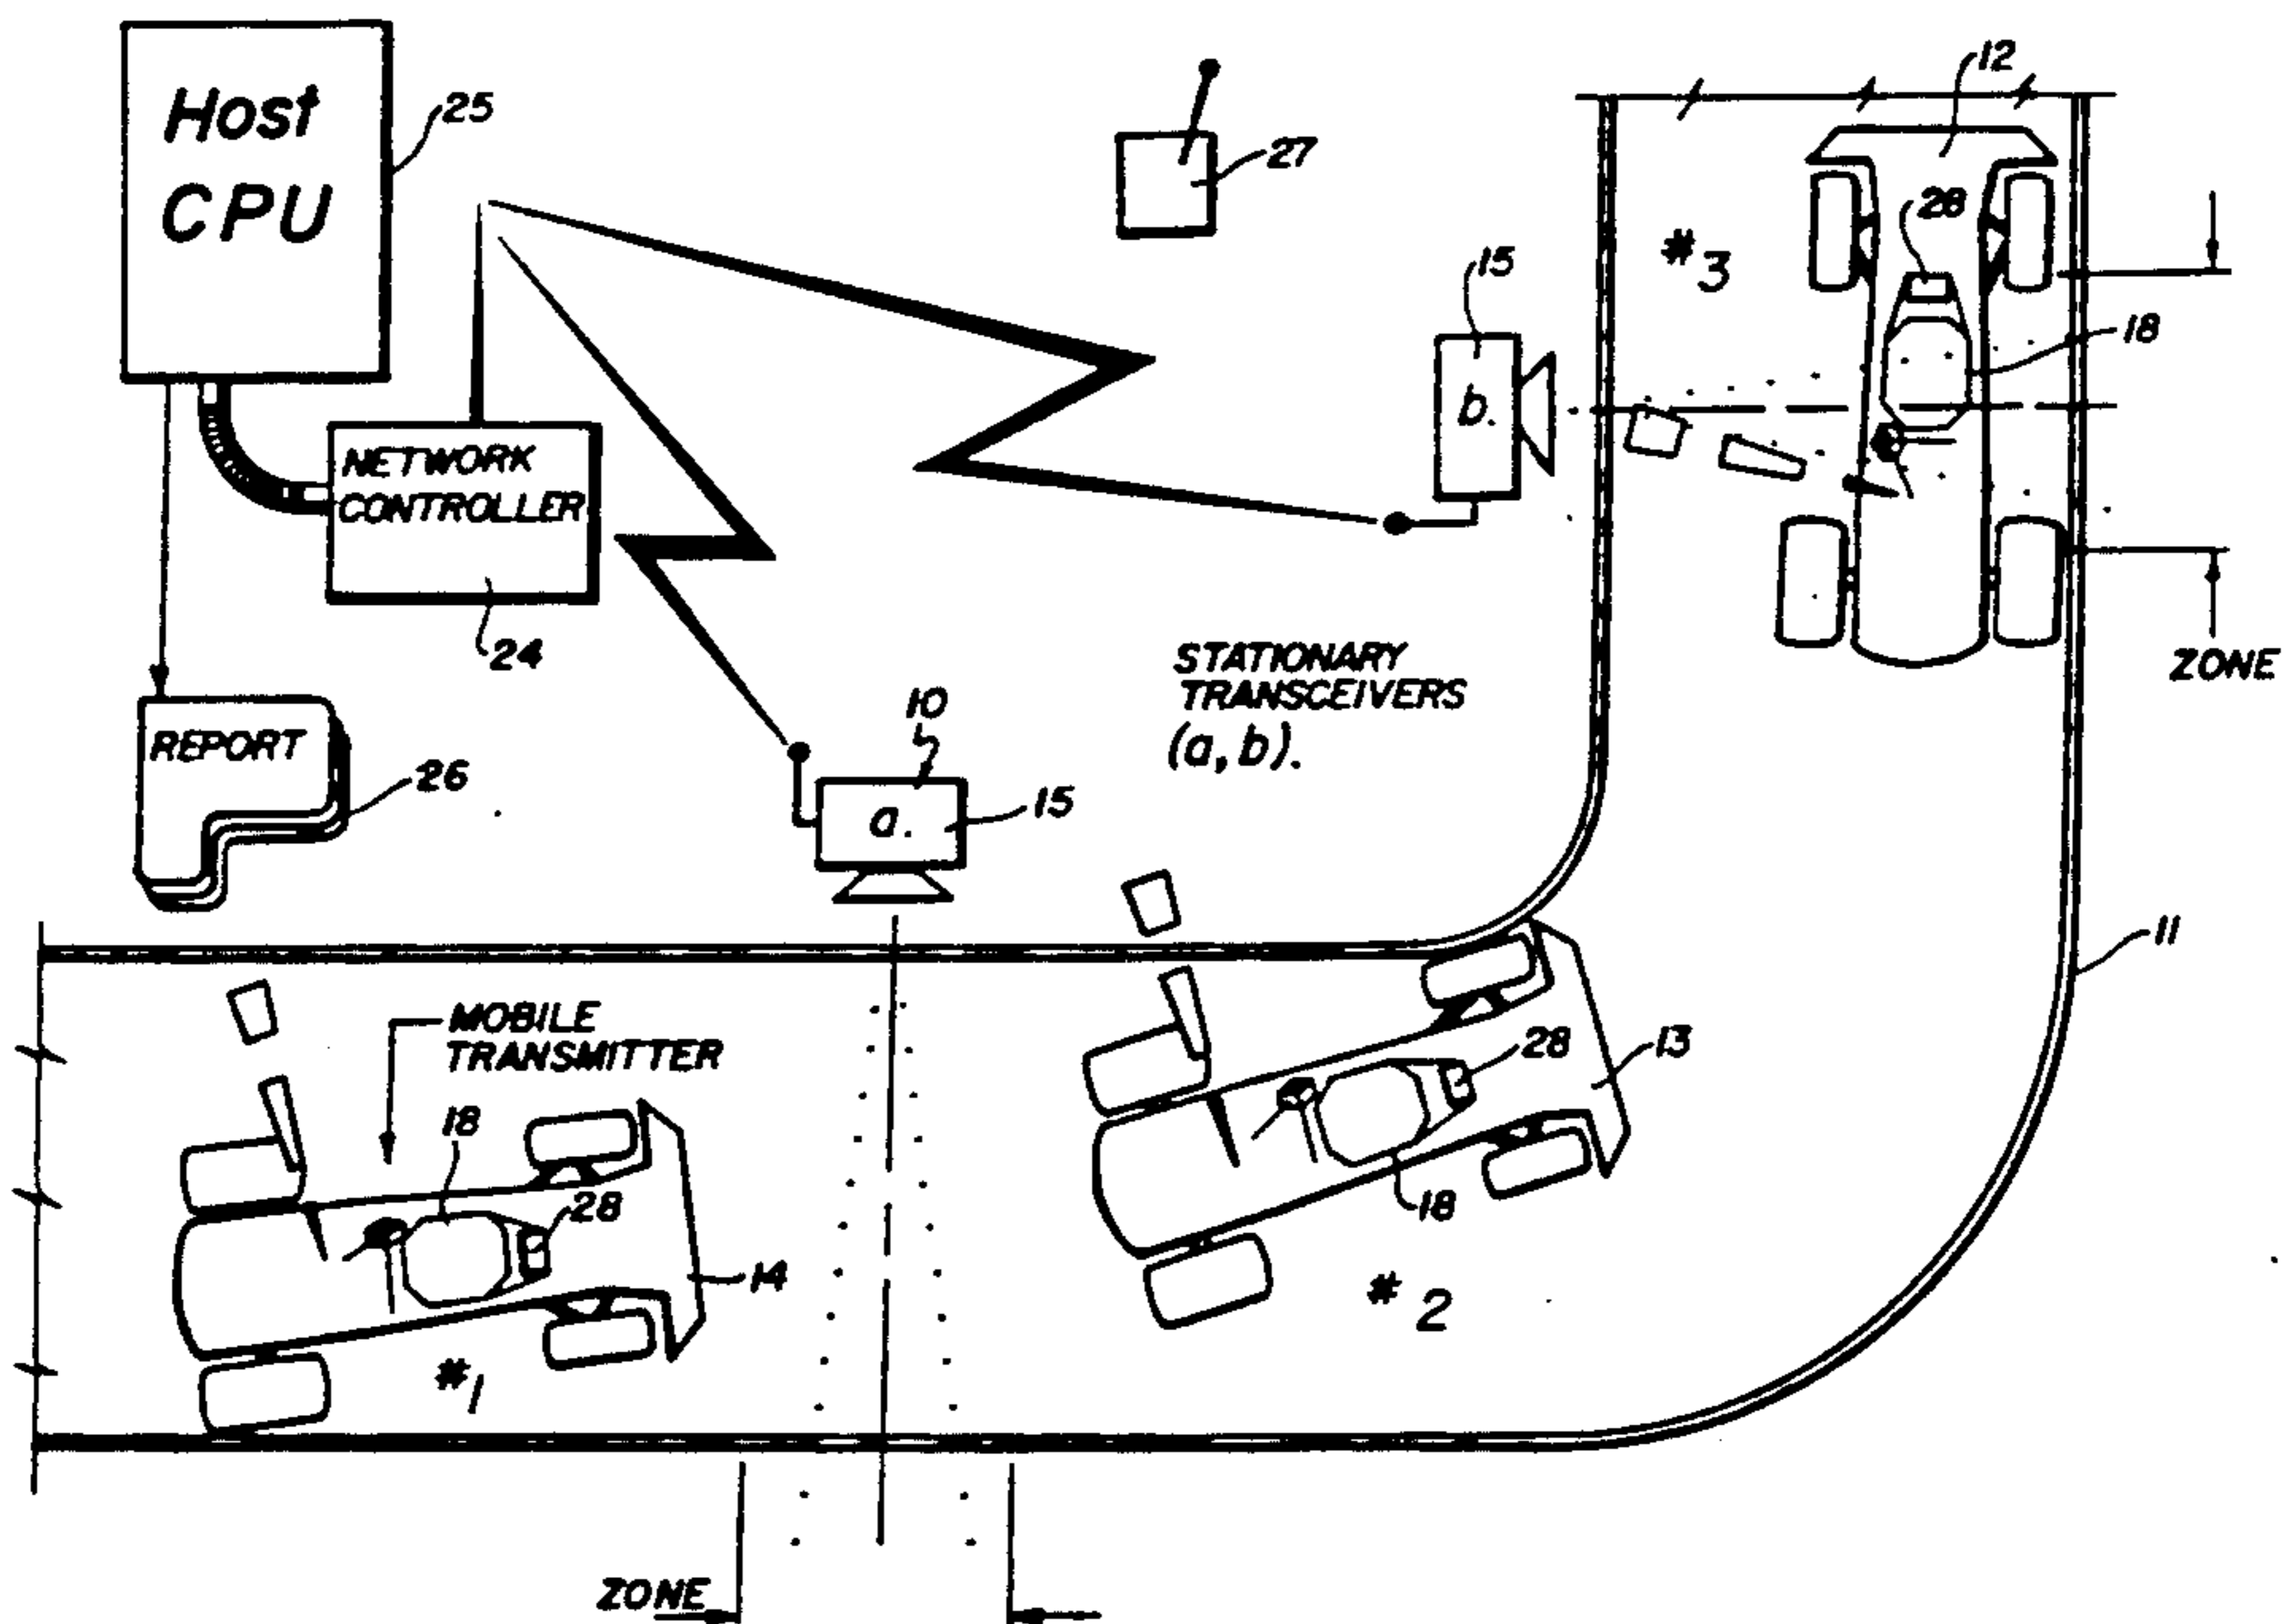 Host
CPU
25
27
12
28
#3
15
b.
18
NETWORK
CONTROLLER
24
STATIONARY
TRANSCEIVERS
(a, b).
ZONE
REPORT
26
10
a.
15
11
MOBILE
TRANSMITTER
18
28
14
#1
28
13
18
#2
ZONE